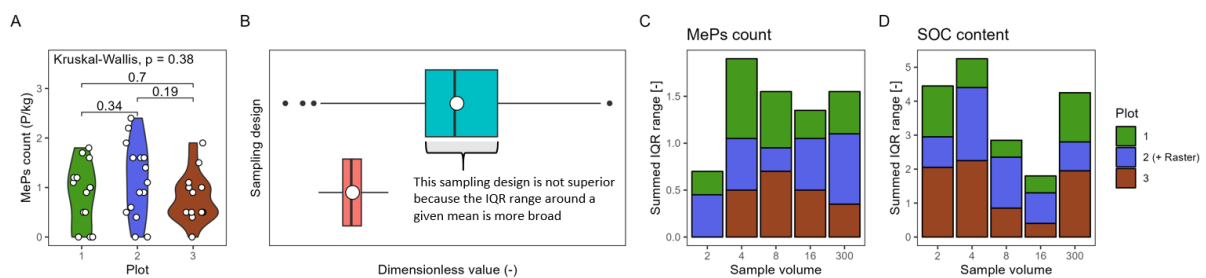 A
Kruskal-Wallis, p = 0.38
0.7
0.19
0.34
MePs count (P/kg)
3
2
1
0
1
2
3
Plot
B
Sampling design
This sampling design is not superior
because the IQR range around a
given mean is more broad
Dimensionless value (-)
C
MePs count
Summed IQR range [-]
1.5
1.0
0.5
0.0
2
4
8
16
300
Sample volume
D
SOC content
Summed IQR range [-]
5
4
3
2
1
0
2
4
8
16
300
Sample volume
Plot
1
2 (+ Raster)
3